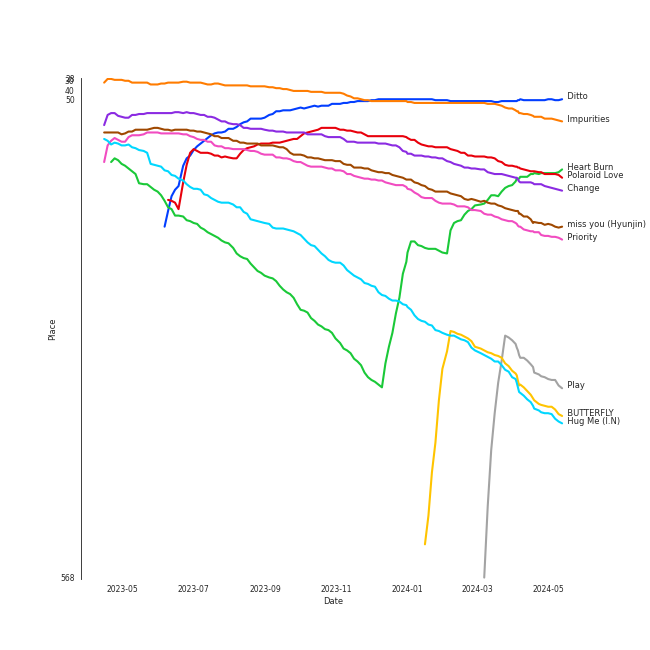 40
50
568
Place
Ditto
Impurities
Heart Burn
Polaroid Love
Change
miss you (Hyunjin)
Priority
Play
BUTTERFLY
Hug Me (I.N)
2023-05 2023-07 2023-09 2023-11 2024-01 2024-03 2024-05
Date